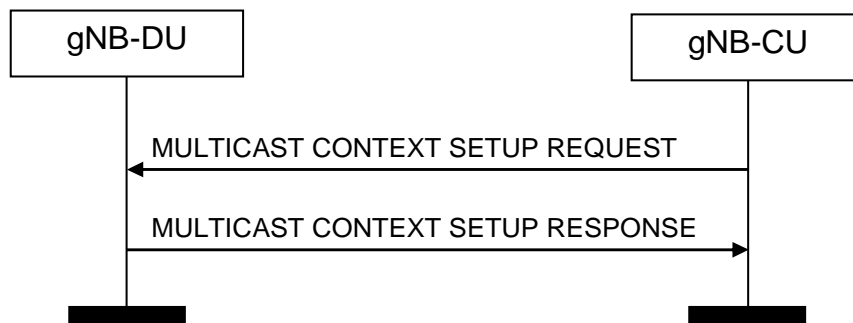 gNB-DU
gNB-CU
MULTICAST CONTEXT SETUP REQUEST
MULTICAST CONTEXT SETUP RESPONSE